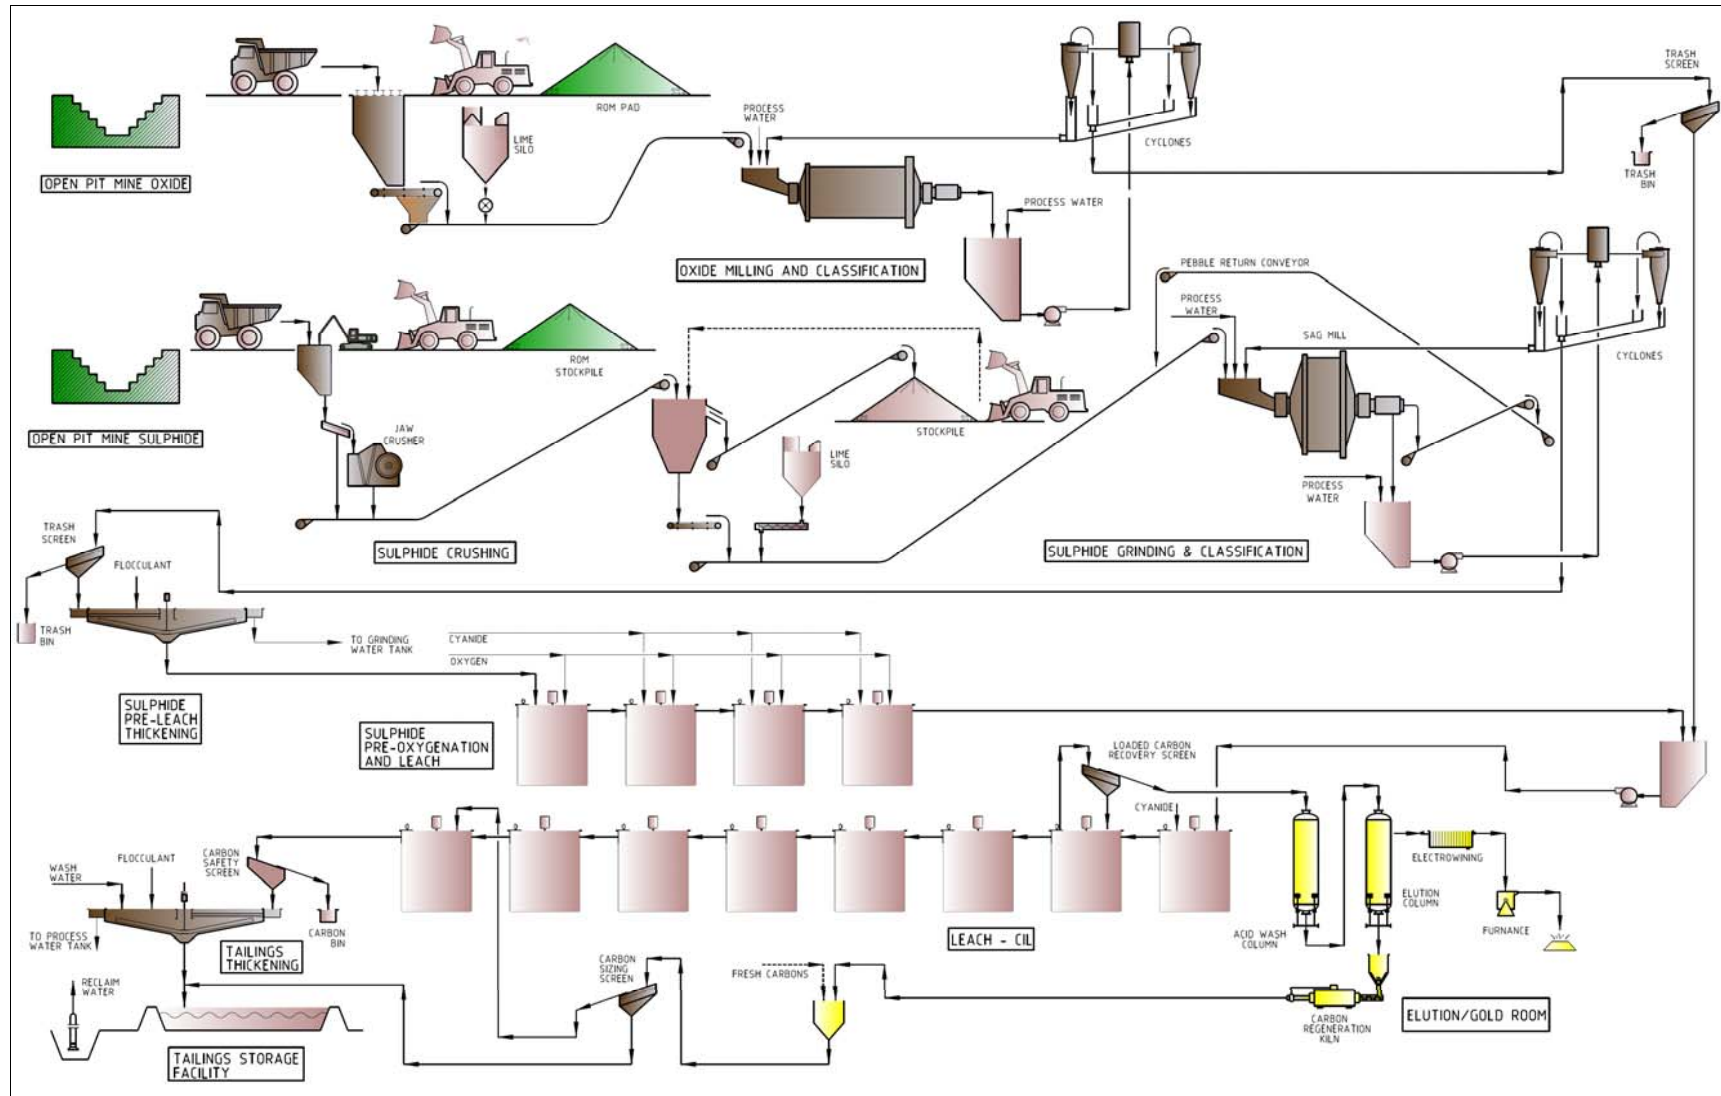 TRASH
SCREEN
ROM PAD
PROCESS
WATER
LIME
SILO
CYCLONES
TRASH
BIN
OPEN PIT MINE OXIDE
PROCESS WATER
OXIDE MILLING AND CLASSIFICATION
PEBBLE RETURN CONVEYOR
PROCESS
WATER
SAG MILL
CYCLONES
ROM
STOCKPILE
OPEN PIT MINE SULPHIDE
JAW
CRUSHER
STOCKPILE
LIME
SILO
PROCESS
WATER
TRASH
SCREEN
SULPHIDE CRUSHING
SULPHIDE GRINDING & CLASSIFICATION
FLOCCULANT
TRASH
BIN
TO GRINDING
WATER TANK
CYANIDE
OXYGEN
SULPHIDE
PRE-LEACH
THICKENING
SULPHIDE
PRE-OXYGENATION
AND LEACH
LOADED CARBON
RECOVERY SCREEN
CYANIDE
CARBON
SAFETY
SCREEN
FLOCCULANT
WASH
WATER
ELECTROWINING
ELUTION
COLUMN
TO PROCESS
WATER TANK
CARBON
BIN
TAILINGS
THICKENING
LEACH - CIL
ACID WASH
COLUMN
FURNANCE
RECLAIM
WATER
CARBON
SIZING
SCREEN
FRESH CARBONS
CARBON
REGENERATION
KILN
ELUTION/GOLD ROOM
TAILINGS STORAGE
FACILITY